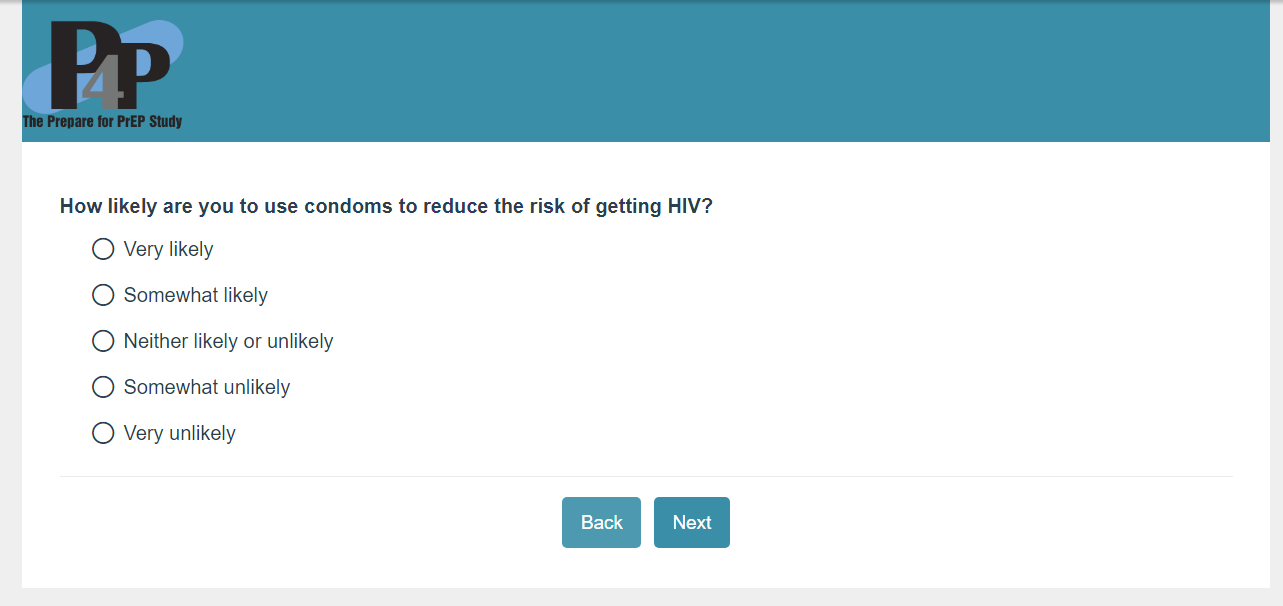 P4P
The Prepare for PrEP Study
How likely are you to use condoms to reduce the risk of getting HIV?
Very likely
Somewhat likely
Neither likely or unlikely
Somewhat unlikely
Very unlikely
Back Next